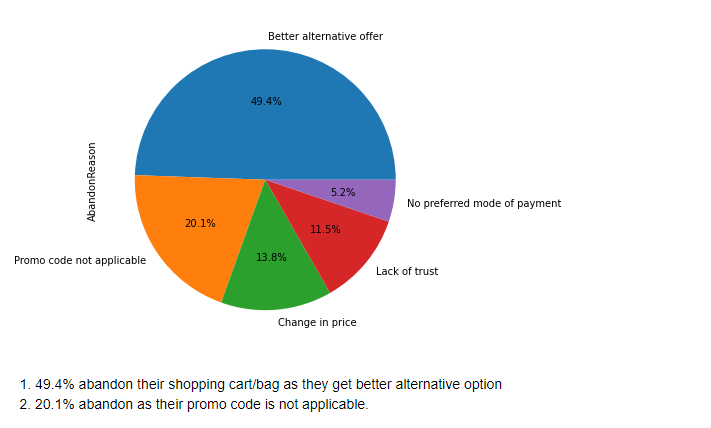 Better alternative offer
49.4%
AbandonReason
5.2%
No preferred mode of payment
20.1%
11.5%
13.8%
Promo code not applicable
Lack of trust
Change in price
1. 49.4% abandon their shopping cart/bag as they get better alternative option
2. 20.1% abandon as their promo code is not applicable.